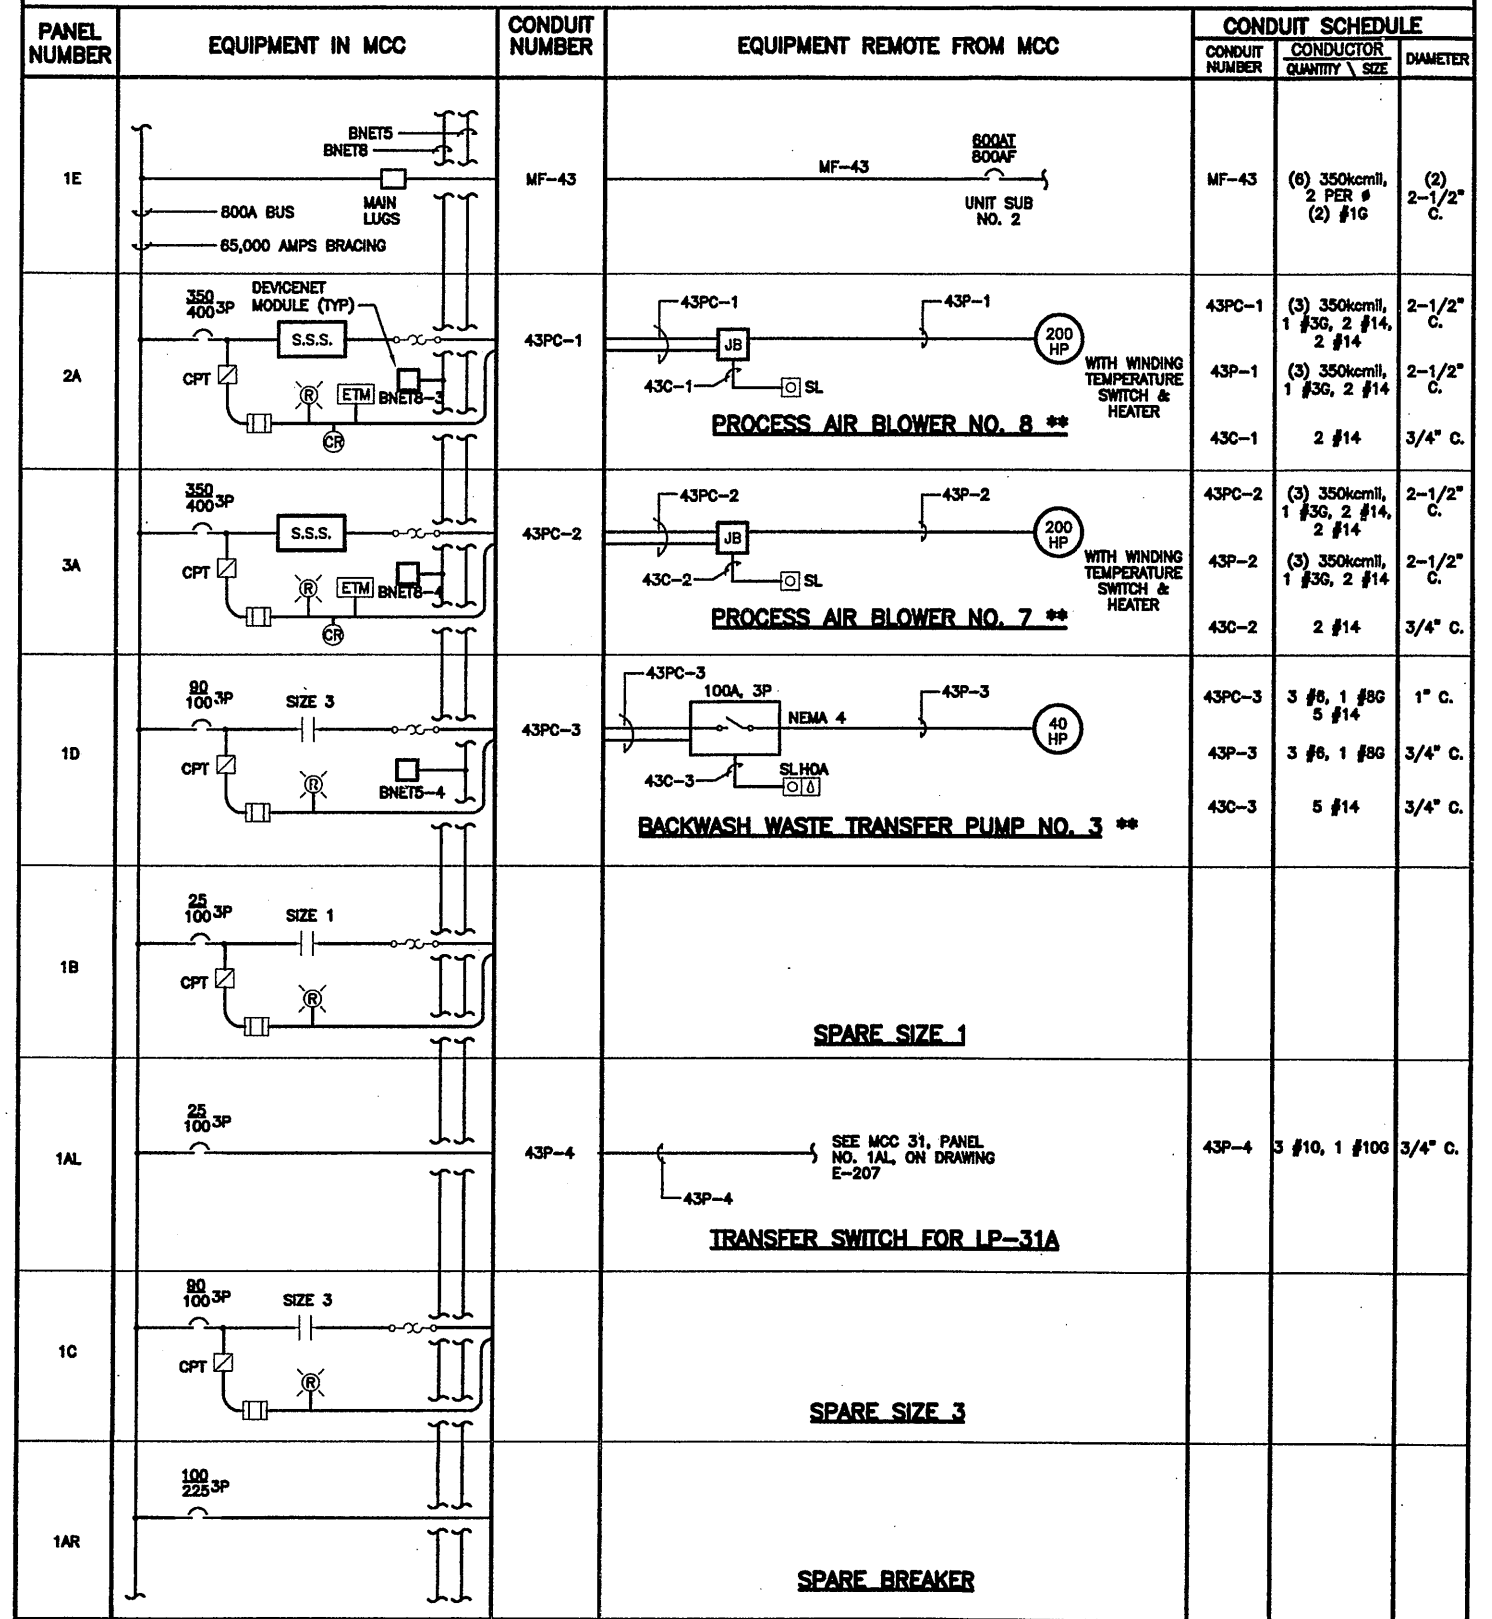 PANEL
NUMBER
EQUIPMENT IN MCC
CONDUIT
NUMBER
EQUIPMENT REMOTE FROM MCC
CONDUIT SCHEDULE
CONDUIT
NUMBER
CONDUCTOR
QUANTITY \ SIZE
DIAMETER
1E
BNET5
BNET8
MAIN
LUGS
800A BUS
65,000 AMPS BRACING
MF-43
MF-43
600AT
800AF
UNIT SUB
NO. 2
MF-43
(6) 350kcmil,
2 PER ø
(2) #1G
(2)
2-1/2"
C.
2A
350
400 3P
DEVICENET
MODULE (TYP)
S.S.S.
CPT
R
ETM
BNET8-3
CR
43PC-1
43PC-1
43P-1
JB
200
HP
43C-1
SL
WITH WINDING
TEMPERATURE
SWITCH &
HEATER
PROCESS AIR BLOWER NO. 8 **
43PC-1
(3) 350kcmil,
1 #3G, 2 #14,
2 #14
2-1/2"
C.
43P-1
(3) 350kcmil,
1 #3G, 2 #14
2-1/2"
C.
43C-1
2 #14
3/4" C.
3A
350
400 3P
S.S.S.
CPT
R
ETM
BNET8-4
CR
43PC-2
43PC-2
43P-2
JB
200
HP
43C-2
SL
WITH WINDING
TEMPERATURE
SWITCH &
HEATER
PROCESS AIR BLOWER NO. 7 **
43PC-2
(3) 350kcmil,
1 #3G, 2 #14,
2 #14
2-1/2"
C.
43P-2
(3) 350kcmil,
1 #3G, 2 #14
2-1/2"
C.
43C-2
2 #14
3/4" C.
1D
90
100 3P
SIZE 3
CPT
R
BNET5-4
43PC-3
43PC-3
100A, 3P
NEMA 4
43P-3
40
HP
43C-3
SLHOA
BACKWASH WASTE TRANSFER PUMP NO. 3 **
43PC-3
3 #6, 1 #8G
5 #14
1" C.
43P-3
3 #6, 1 #8G
3/4" C.
43C-3
5 #14
3/4" C.
1B
25
100 3P
SIZE 1
CPT
R
SPARE SIZE 1
1AL
25
100 3P
43P-4
SEE MCC 31, PANEL
NO. 1AL, ON DRAWING
E-207
43P-4
TRANSFER SWITCH FOR LP-31A
43P-4
3 #10, 1 #10G
3/4" C.
1C
90
100 3P
SIZE 3
CPT
R
SPARE SIZE 3
1AR
100
225 3P
SPARE BREAKER